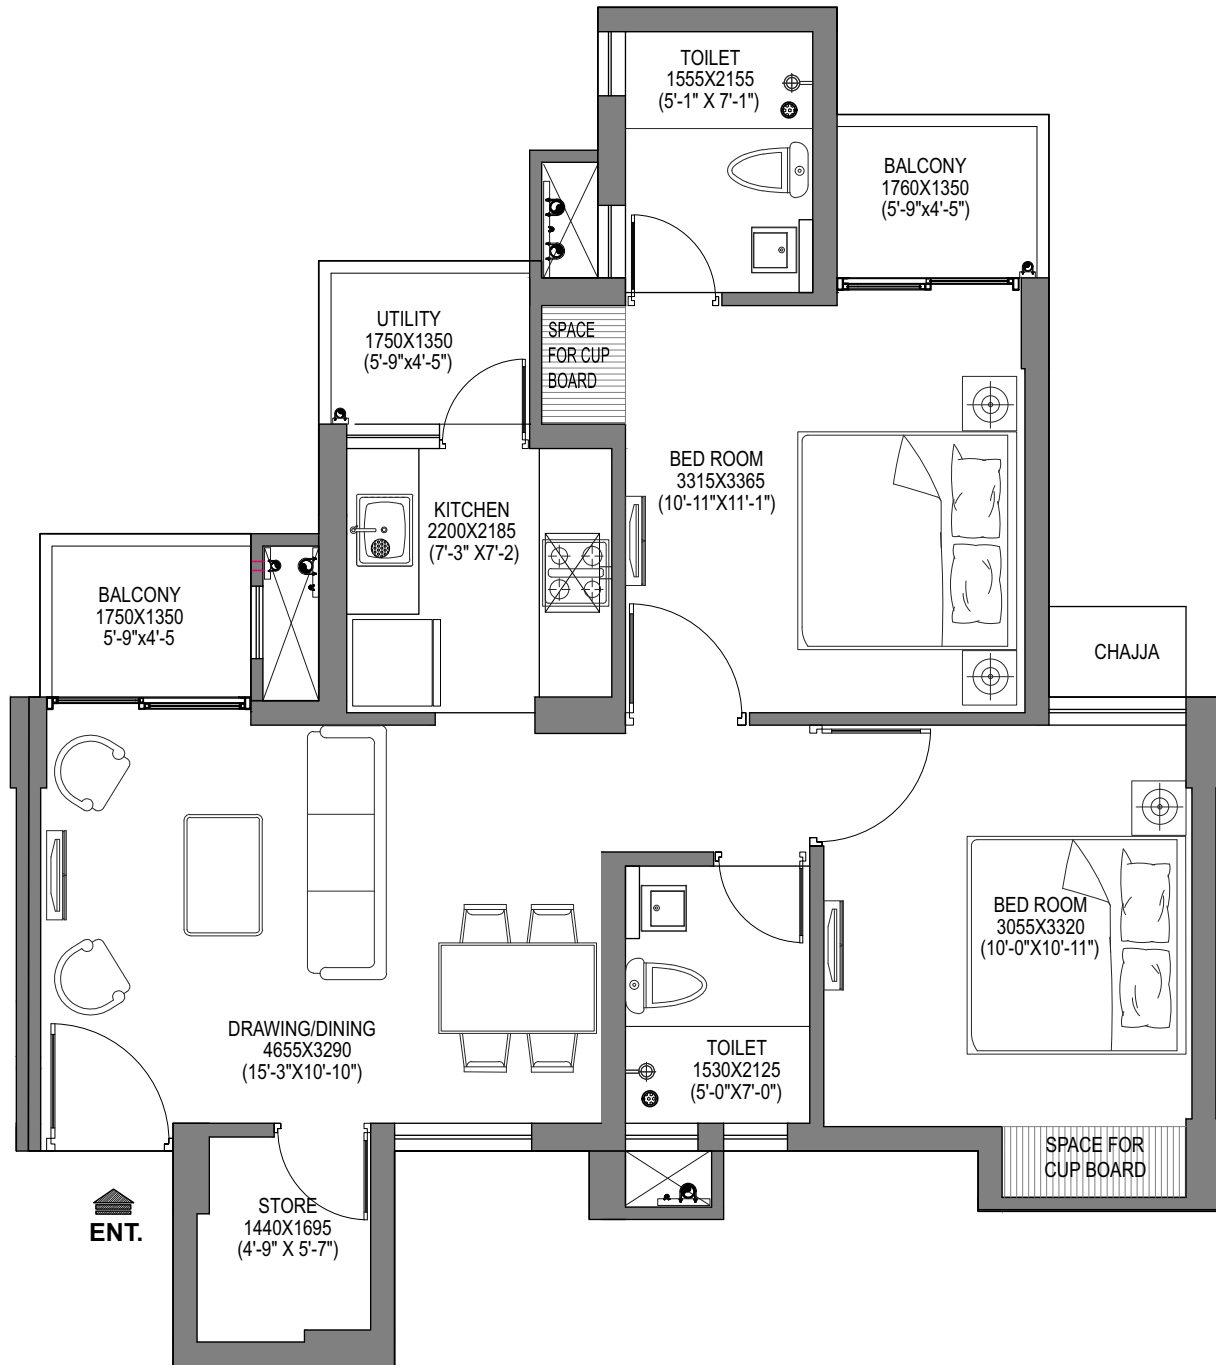 TOILET
1555X2155
(5'-1" X 7'-1")
BALCONY
1760X1350
(5'-9"x4'-5")
UTILITY
1750X1350
(5'-9"x4'-5")
SPACE
FOR CUP
BOARD
BED ROOM
3315X3365
(10'-11"X11'-1")
KITCHEN
2200X2185
(7'-3" X7'-2)
BALCONY
1750X1350
5'-9"x4'-5
CHAJJA
BED ROOM
3055X3320
(10'-0"X10'-11")
DRAWING/DINING
4655X3290
(15'-3"X10'-10")
TOILET
1530X2125
(5'-0"X7'-0")
SPACE FOR
CUP BOARD
STORE
1440X1695
(4'-9" X 5'-7")
ENT.